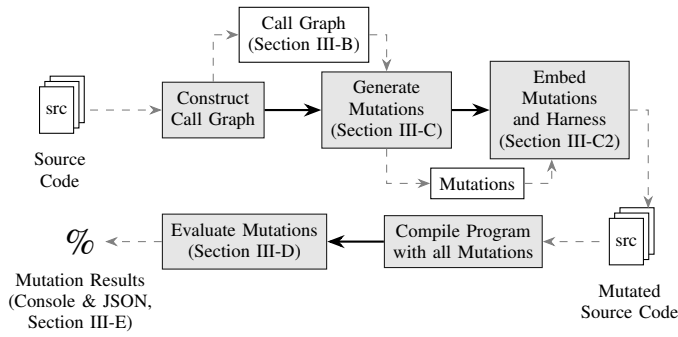 Call Graph
(Section III-B)
src
Source
Code
Construct
Call Graph
Generate
Mutations
(Section III-C)
Embed
Mutations
and Harness
(Section III-C2)
Mutations
%
Mutation Results
(Console & JSON,
Section III-E)
Evaluate Mutations
(Section III-D)
Compile Program
with all Mutations
src
Mutated
Source Code